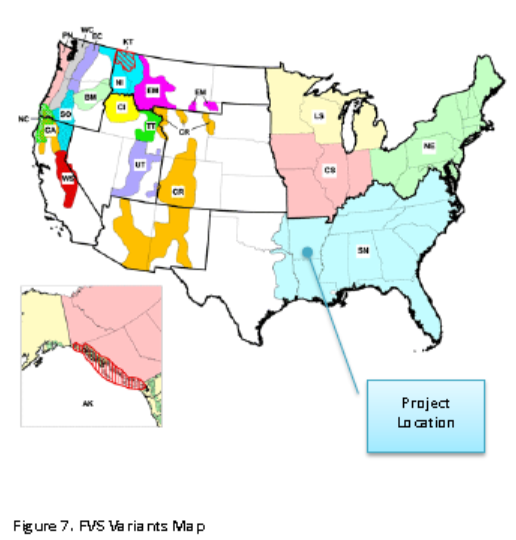 PN
WC
EC
KT
NI
EM
EM
BM
CI
SO
NC
CA
TT
CR
UT
WS
CR
LS
CS
NE
SN
AK
Project
Location
Figure 7. FVS Variants Map